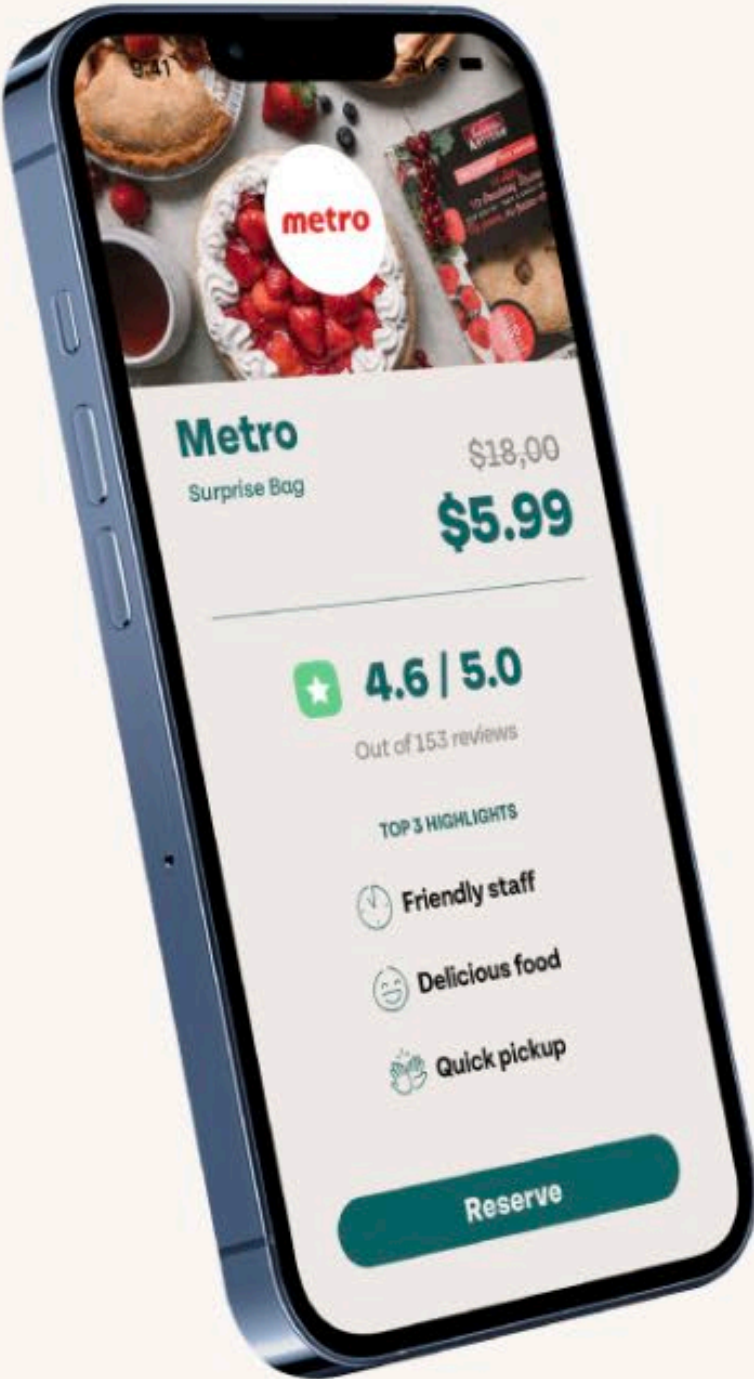 9:41
metro
Metro
Surprise Bag
$18,00
$5.99
4.6 / 5.0
Out of 153 reviews
TOP 3 HIGHLIGHTS
Friendly staff
Delicious food
Quick pickup
Reserve